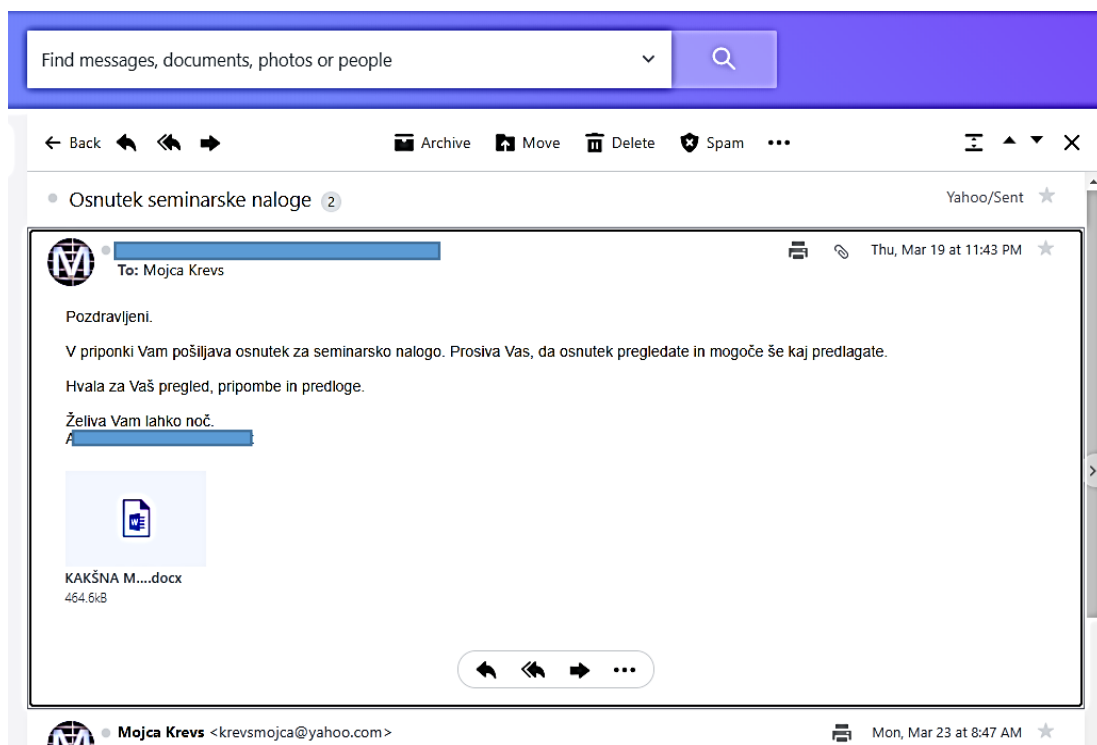 Find messages, documents, photos or people
Back Archive Move Delete Spam
Osnutek seminarske naloge 2 Yahoo/Sent
Thu, Mar 19 at 11:43 PM
To: Mojca Krevs
Pozdravljeni.
V priponki Vam pošiljava osnutek za seminarsko nalogo. Prosiva Vas, da osnutek pregledate in mogoče še kaj predlagate.
Hvala za Vaš pregled, pripombe in predloge.
Želiva Vam lahko noč.
KAKŠNA M....docx
464.6kB
Mojca Krevs <krevsmojca@yahoo.com> Mon, Mar 23 at 8:47 AM